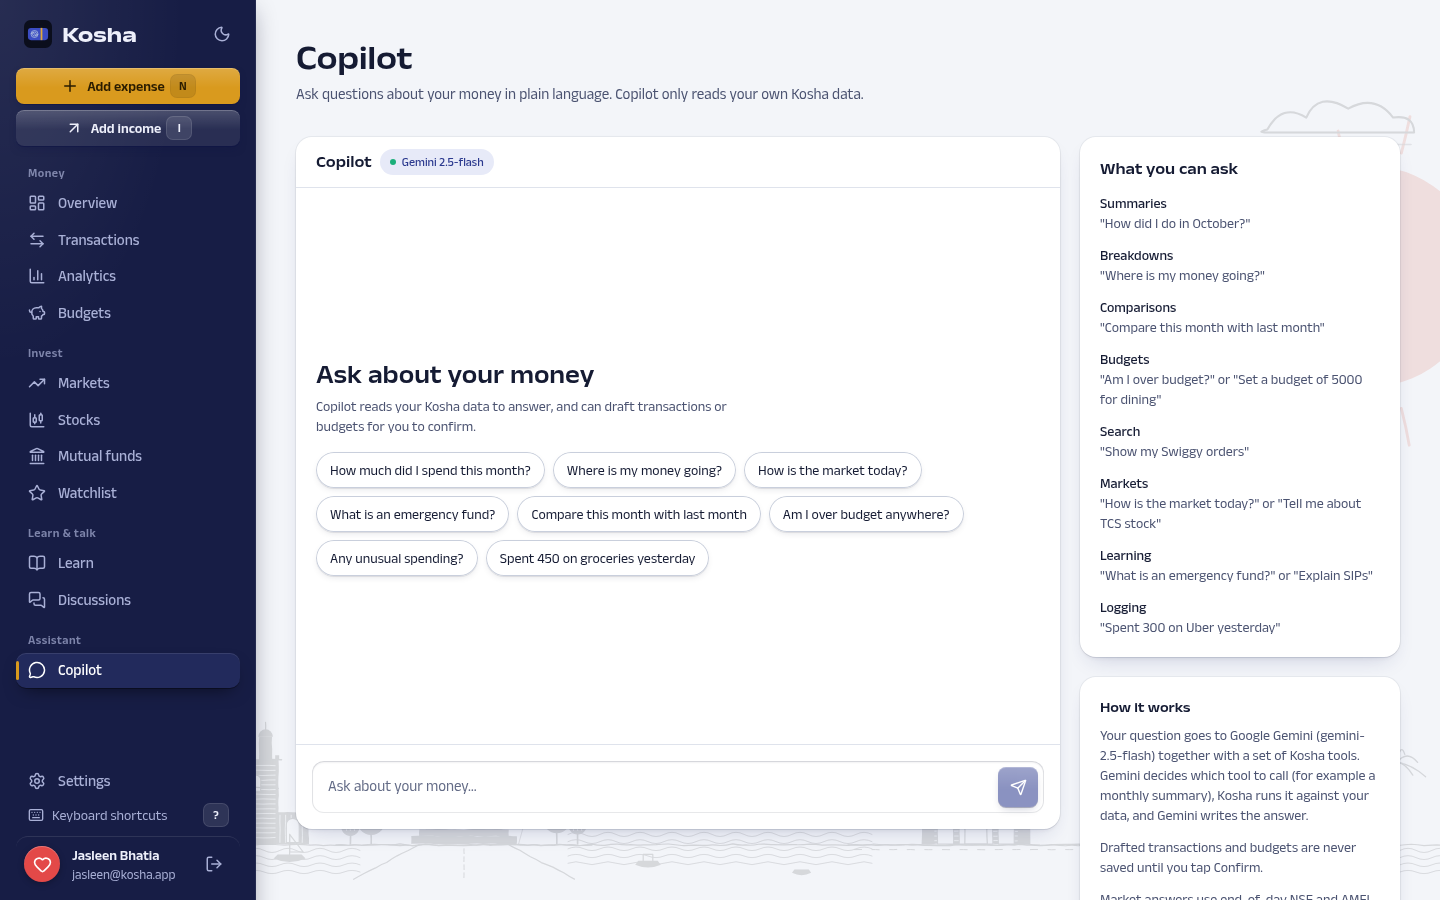 Kosha
Add expense N
Add income I
Money
Overview
Transactions
Analytics
Budgets
Invest
Markets
Stocks
Mutual funds
Watchlist
Learn & talk
Learn
Discussions
Assistant
Copilot
Settings
Keyboard shortcuts ?
Jasleen Bhatia
jasleen@kosha.app
Copilot
Ask questions about your money in plain language. Copilot only reads your own Kosha data.
Copilot Gemini 2.5-flash
Ask about your money
Copilot reads your Kosha data to answer, and can draft transactions or
budgets for you to confirm.
How much did I spend this month? Where is my money going? How is the market today?
What is an emergency fund? Compare this month with last month Am I over budget anywhere?
Any unusual spending? Spent 450 on groceries yesterday
Ask about your money...
What you can ask
Summaries
"How did I do in October?"
Breakdowns
"Where is my money going?"
Comparisons
"Compare this month with last month"
Budgets
"Am I over budget?" or "Set a budget of 5000
for dining"
Search
"Show my Swiggy orders"
Markets
"How is the market today?" or "Tell me about
TCS stock"
Learning
"What is an emergency fund?" or "Explain SIPs"
Logging
"Spent 300 on Uber yesterday"
How it works
Your question goes to Google Gemini (gemini-
2.5-flash) together with a set of Kosha tools.
Gemini decides which tool to call (for example a
monthly summary), Kosha runs it against your
data, and Gemini writes the answer.
Drafted transactions and budgets are never
saved until you tap Confirm.
Market answers use end-of-day NSE and AMFI